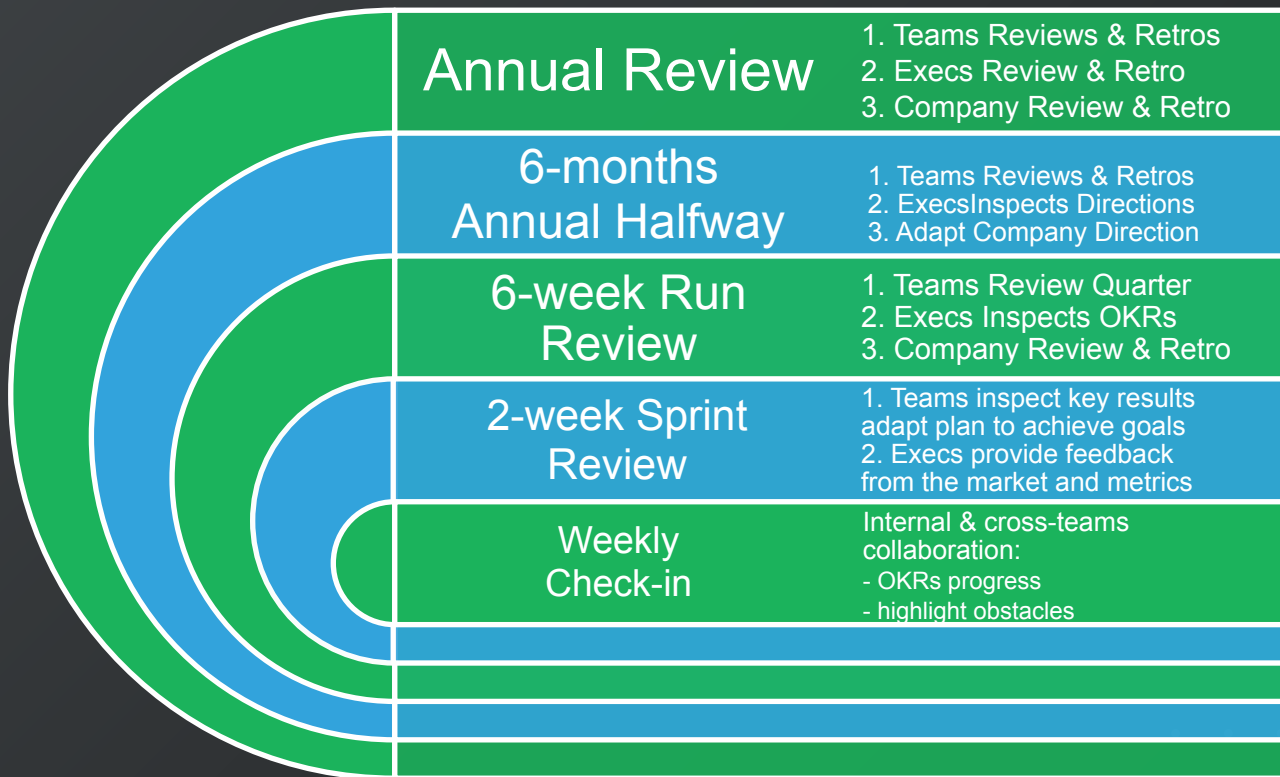 Annual Review
1. Teams Reviews & Retros
2. Execs Review & Retro
3. Company Review & Retro
6-months
Annual Halfway
1. Teams Reviews & Retros
2. ExecsInspects Directions
3. Adapt Company Direction
6-week Run
Review
1. Teams Review Quarter
2. Execs Inspects OKRs
3. Company Review & Retro
2-week Sprint
Review
1. Teams inspect key results
adapt plan to achieve goals
2. Execs provide feedback
from the market and metrics
Weekly
Check-in
Internal & cross-teams
collaboration:
- OKRs progress
- highlight obstacles